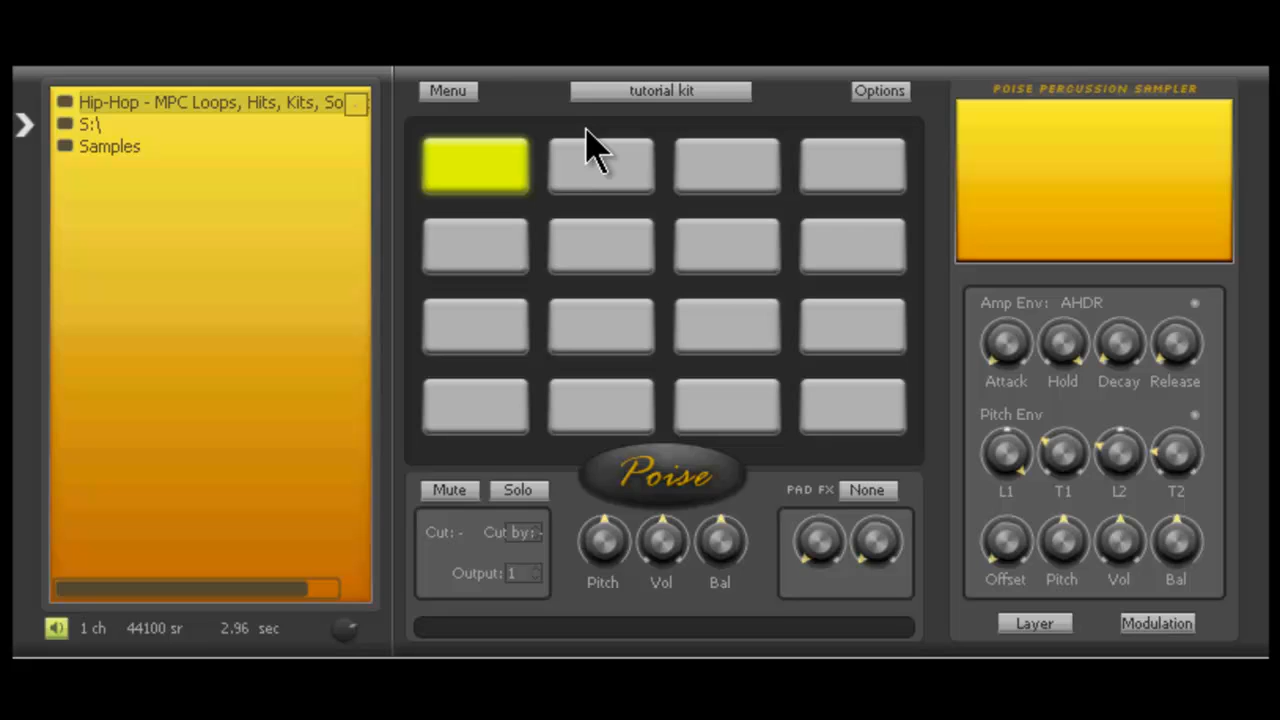 Hip-Hop - MPC Loops, Hits, Kits, So
S:\
Samples
1 ch 44100 sr 2.96 sec
Menu tutorial kit Options
Poise
Mute Solo
Cut: - Cut by: -
Output: 1
Pitch Vol Bal
PAD FX None
POISE PERCUSSION SAMPLER
Amp Env: AHDR
Attack Hold Decay Release
Pitch Env
L1 T1 L2 T2
Offset Pitch Vol Bal
Layer Modulation